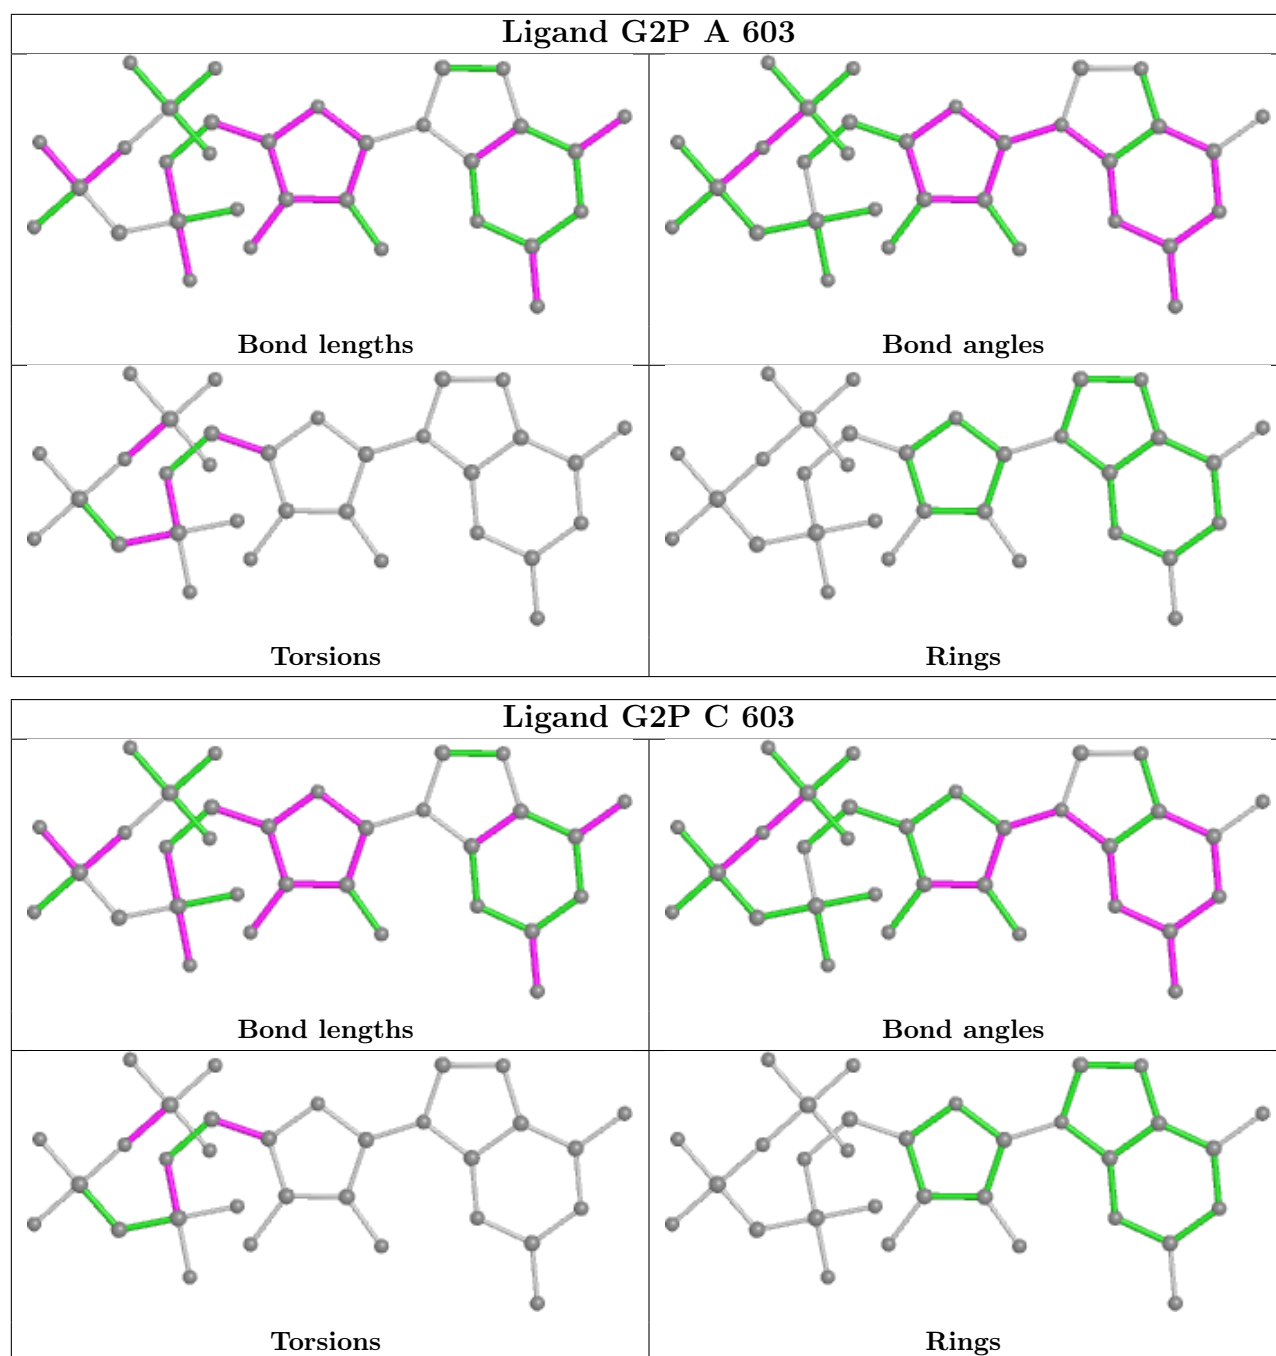 Ligand G2P A 603
Bond lengths
Bond angles
Torsions
Rings
Ligand G2P C 603
Bond lengths
Bond angles
Torsions
Rings